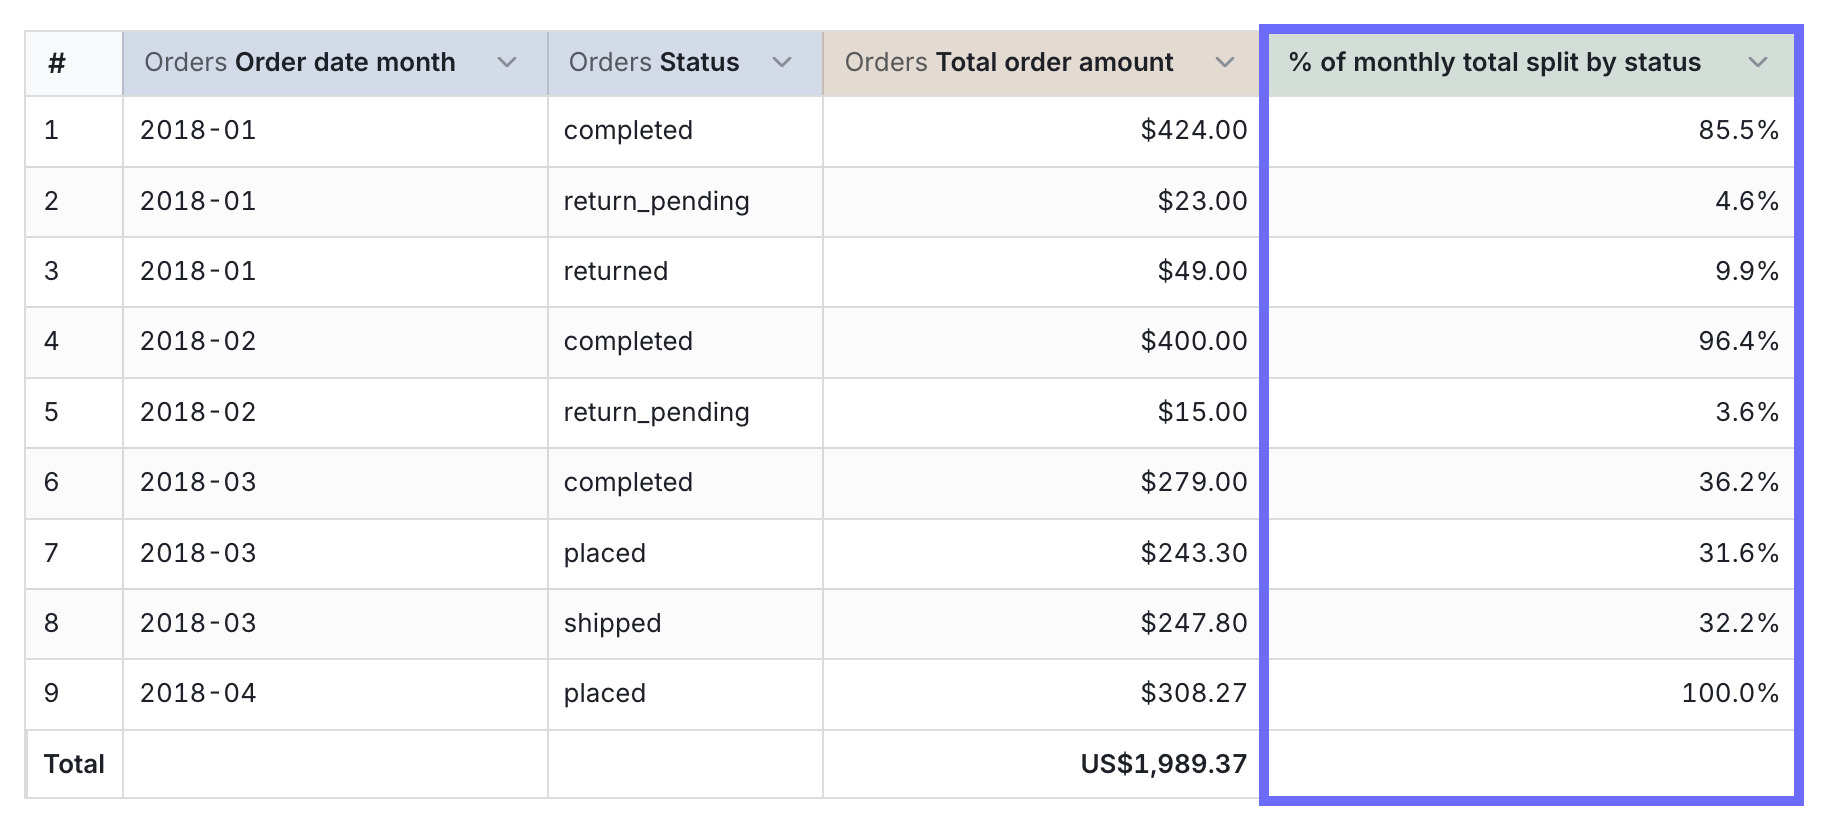 # Orders Order date month Orders Status Orders Total order amount % of monthly total split by status
1 2018-01 completed $424.00 85.5%
2 2018-01 return_pending $23.00 4.6%
3 2018-01 returned $49.00 9.9%
4 2018-02 completed $400.00 96.4%
5 2018-02 return_pending $15.00 3.6%
6 2018-03 completed $279.00 36.2%
7 2018-03 placed $243.30 31.6%
8 2018-03 shipped $247.80 32.2%
9 2018-04 placed $308.27 100.0%
Total US$1,989.37